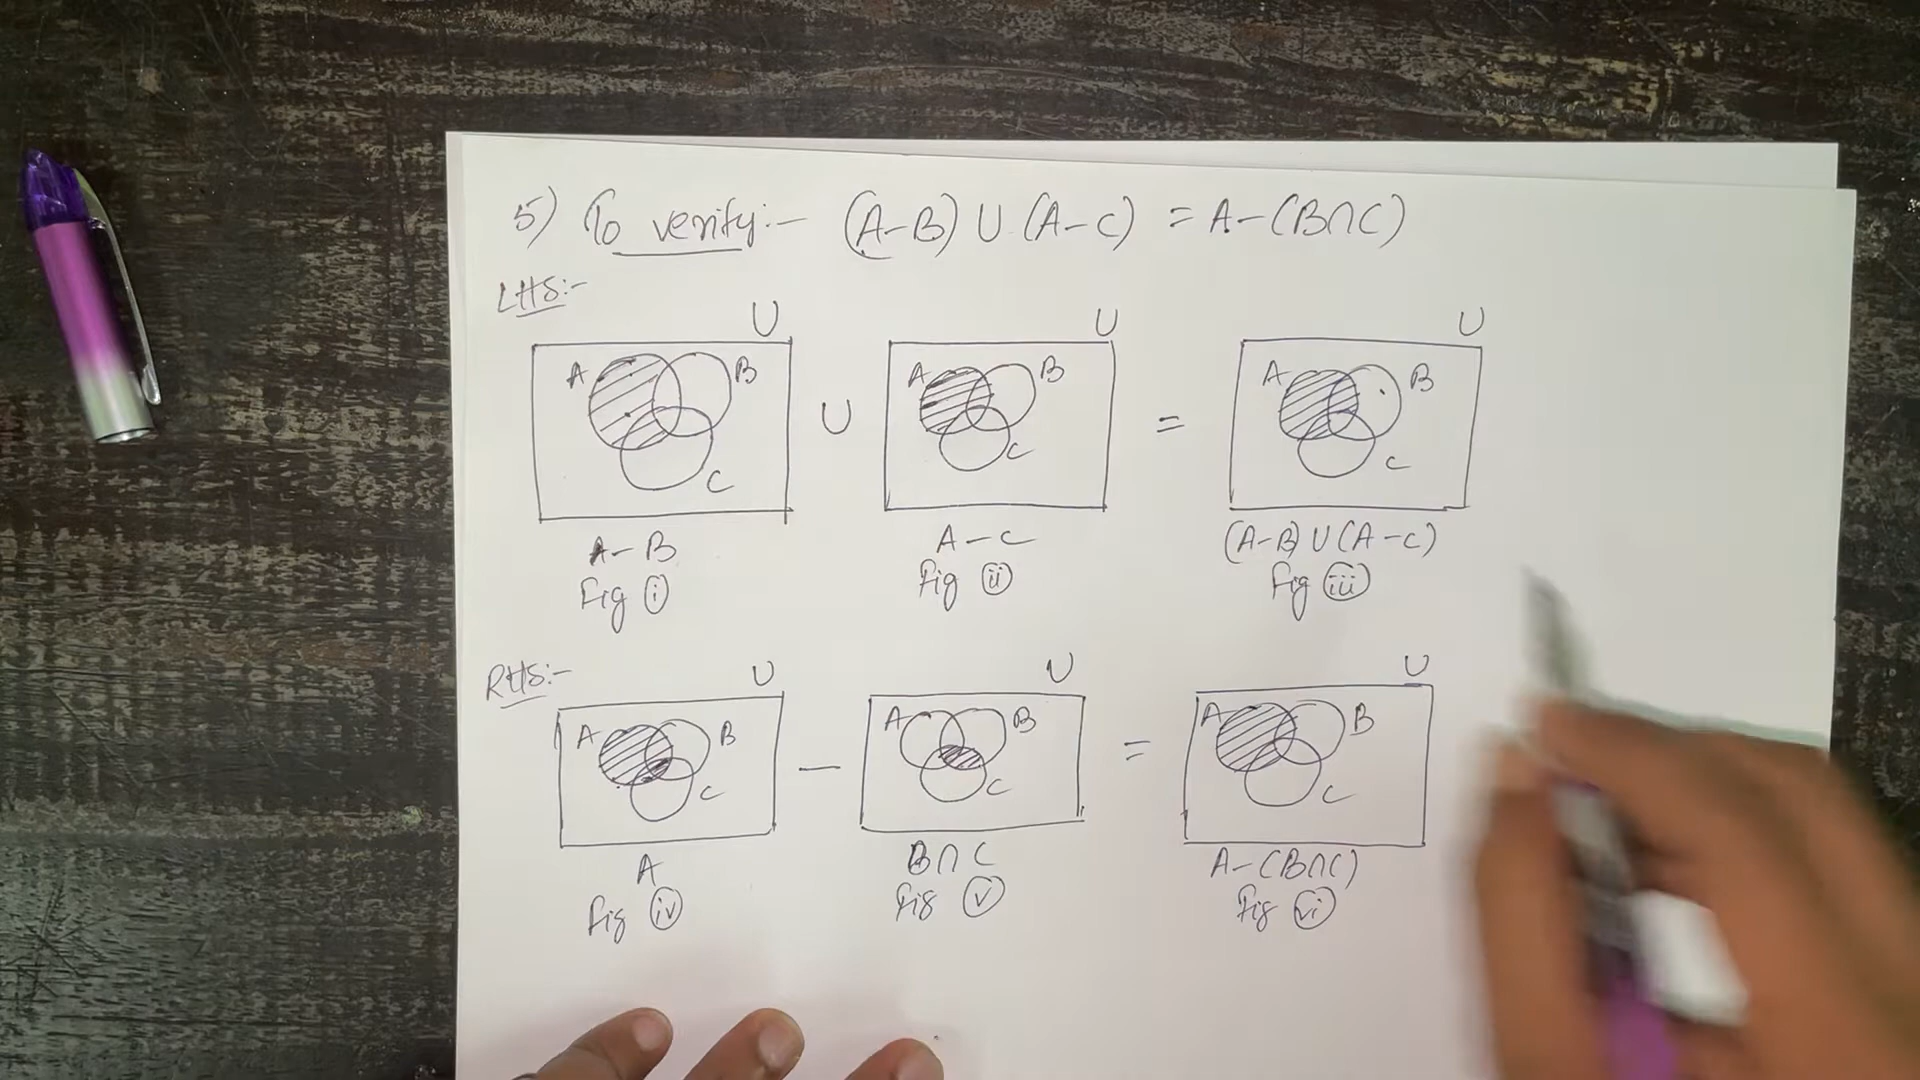 5) To verify:- (A-B) U (A-C) = A-(B∩C)
LHS:-
U U U
A B C U A B C = A B C
A-B A-C (A-B) U (A-C)
Fig (i) Fig (ii) Fig (iii)
RHS:-
U U U
A B C - A B C = A B C
A B∩C A-(B∩C)
Fig (iv) Fig (v) Fig (vi)